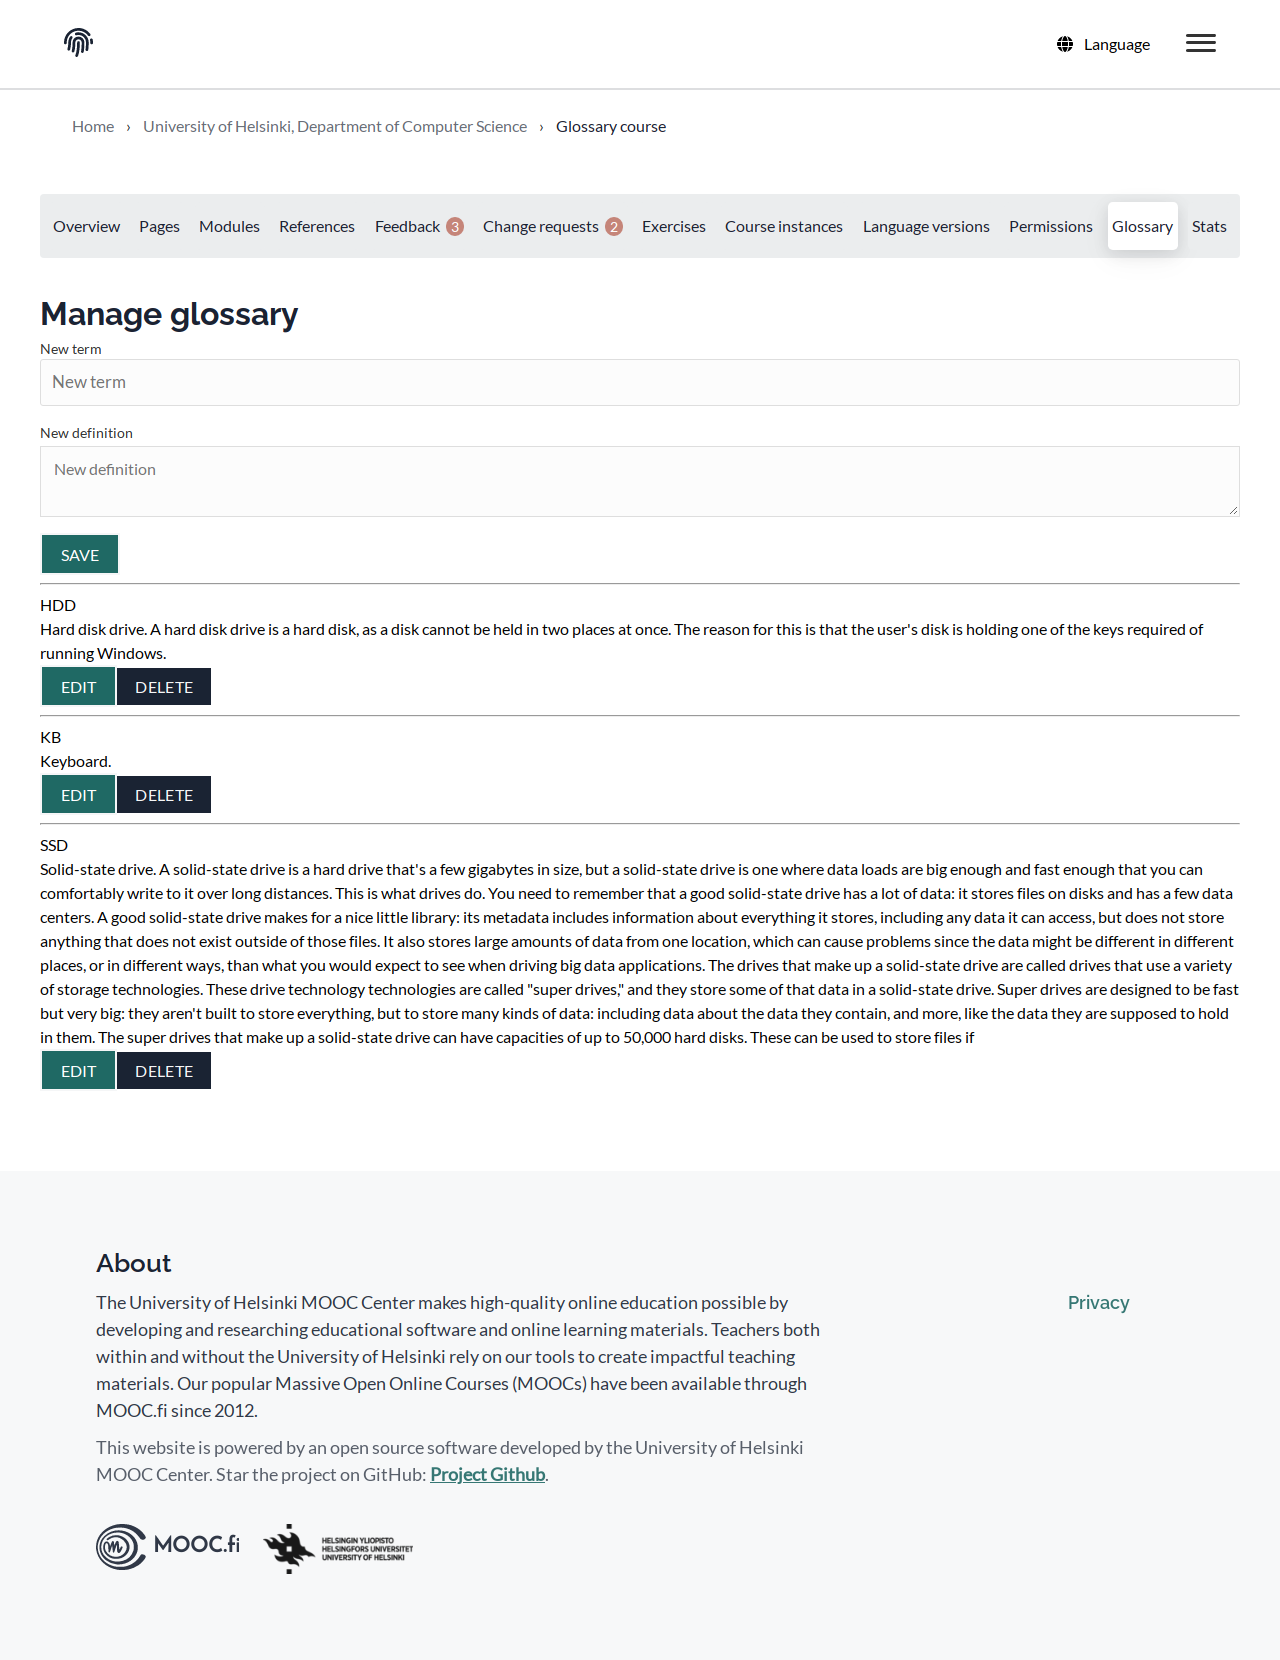 Language
Home › University of Helsinki, Department of Computer Science › Glossary course
Overview Pages Modules References Feedback 3 Change requests 2 Exercises Course instances Language versions Permissions Glossary Stats
Manage glossary
New term
New term
New definition
New definition
SAVE
HDD
Hard disk drive. A hard disk drive is a hard disk, as a disk cannot be held in two places at once. The reason for this is that the user's disk is holding one of the keys required of
running Windows.
EDIT DELETE
KB
Keyboard.
EDIT DELETE
SSD
Solid-state drive. A solid-state drive is a hard drive that's a few gigabytes in size, but a solid-state drive is one where data loads are big enough and fast enough that you can
comfortably write to it over long distances. This is what drives do. You need to remember that a good solid-state drive has a lot of data: it stores files on disks and has a few data
centers. A good solid-state drive makes for a nice little library: its metadata includes information about everything it stores, including any data it can access, but does not store
anything that does not exist outside of those files. It also stores large amounts of data from one location, which can cause problems since the data might be different in different
places, or in different ways, than what you would expect to see when driving big data applications. The drives that make up a solid-state drive are called drives that use a variety
of storage technologies. These drive technology technologies are called "super drives," and they store some of that data in a solid-state drive. Super drives are designed to be fast
but very big: they aren't built to store everything, but to store many kinds of data: including data about the data they contain, and more, like the data they are supposed to hold
in them. The super drives that make up a solid-state drive can have capacities of up to 50,000 hard disks. These can be used to store files if
EDIT DELETE
About
The University of Helsinki MOOC Center makes high-quality online education possible by
developing and researching educational software and online learning materials. Teachers both
within and without the University of Helsinki rely on our tools to create impactful teaching
materials. Our popular Massive Open Online Courses (MOOCs) have been available through
MOOC.fi since 2012.
Privacy
This website is powered by an open source software developed by the University of Helsinki
MOOC Center. Star the project on GitHub: Project Github.
MOOC.fi
HELSINGIN YLIOPISTO
HELSINGFORS UNIVERSITET
UNIVERSITY OF HELSINKI